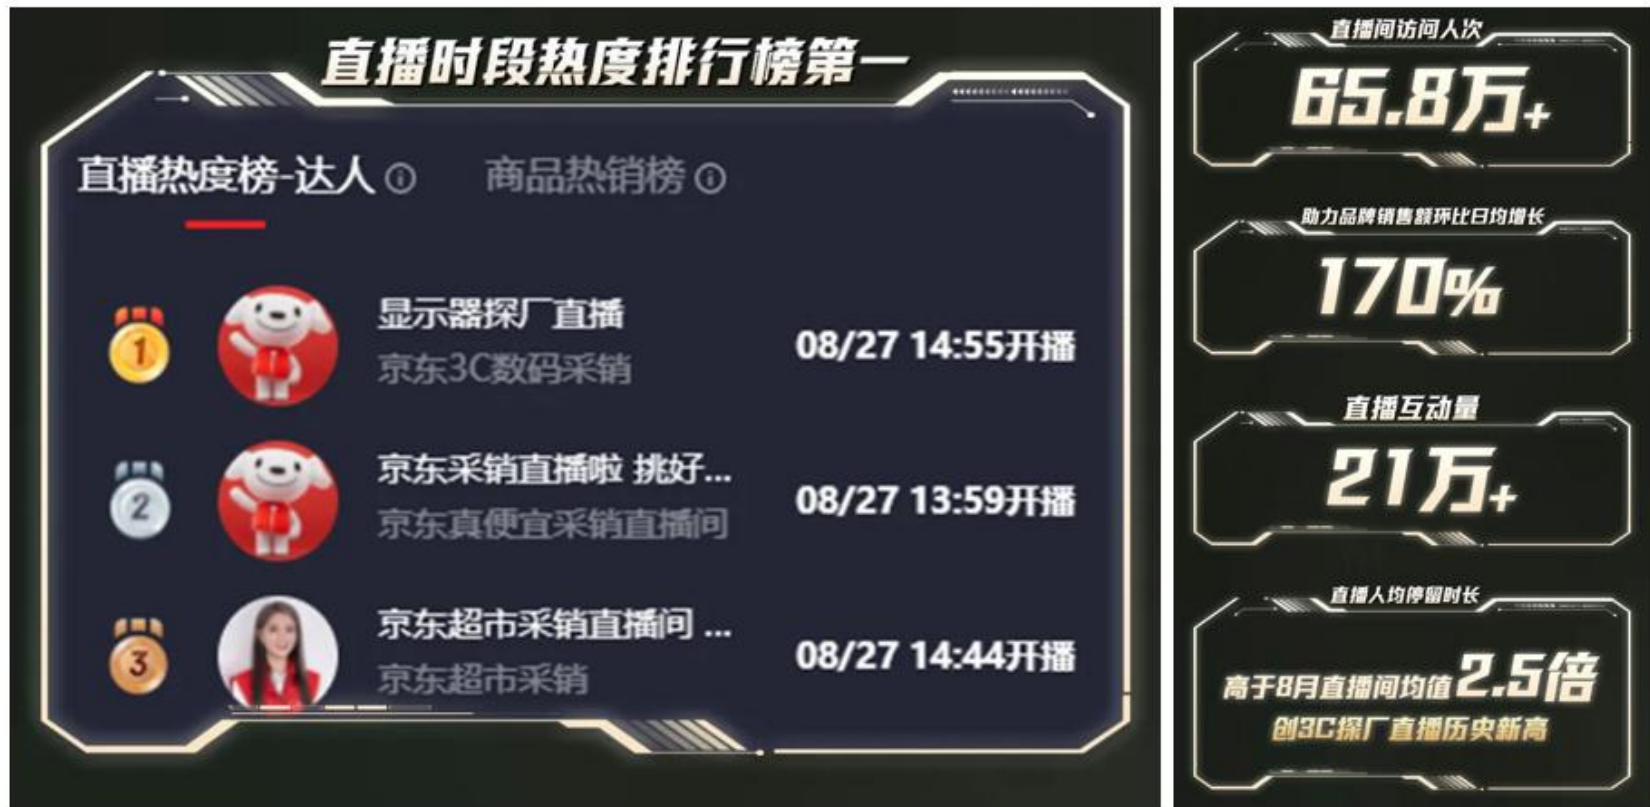 直播时段热度排行榜第一
直播热度榜-达人 商品热销榜
1
显示器探厂直播
京东3C数码采销
08/27 14:55开播
2
京东采销直播啦 挑好...
京东真便宜采销直播间
08/27 13:59开播
3
京东超市采销直播间 ...
京东超市采销
08/27 14:44开播
直播间访问人次
65.8万+
助力品牌销售额环比日均增长
170%
直播互动量
21万+
直播人均停留时长
高于8月直播间均值2.5倍
创3C探厂直播历史新高